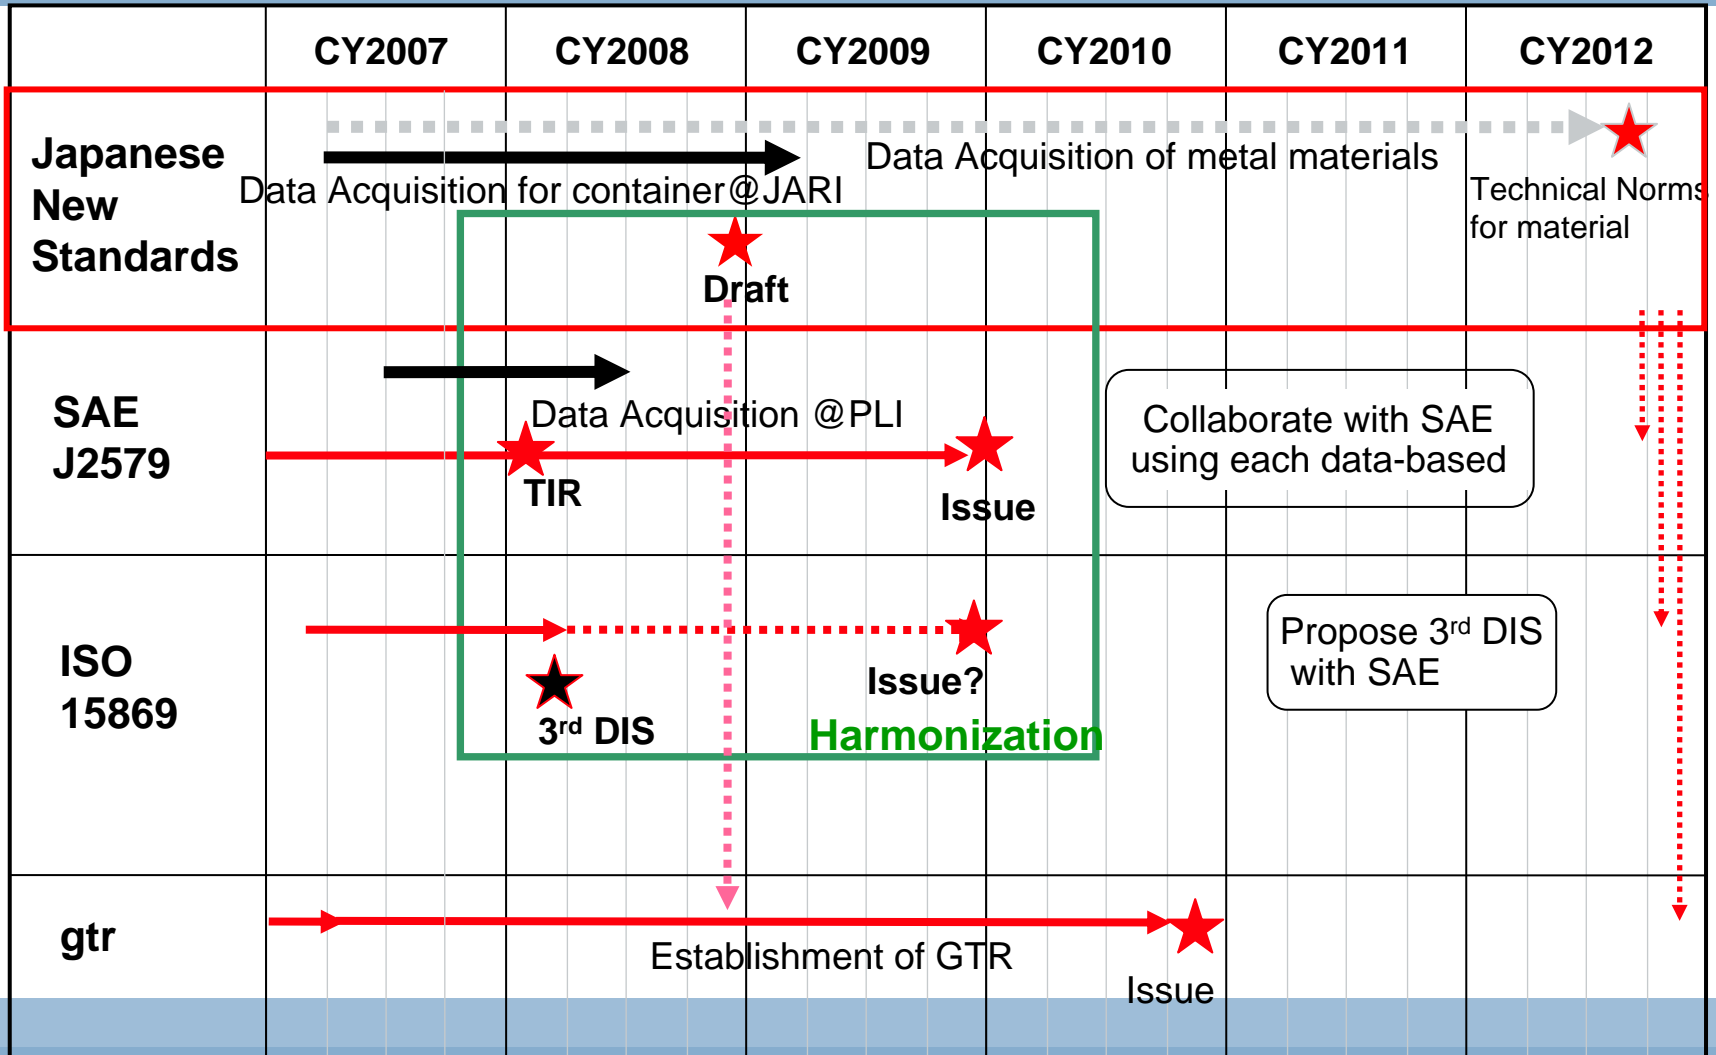 CY2007 CY2008 CY2009 CY2010 CY2011 CY2012
Japanese
New
Standards
Data Acquisition of metal materials
Data Acquisition for container@JARI
Technical Norms
for material
Draft
SAE
J2579
Data Acquisition @PLI
TIR
Issue
Collaborate with SAE
using each data-based
ISO
15869
3rd DIS
Issue?
Harmonization
Propose 3rd DIS
with SAE
gtr
Establishment of GTR
Issue